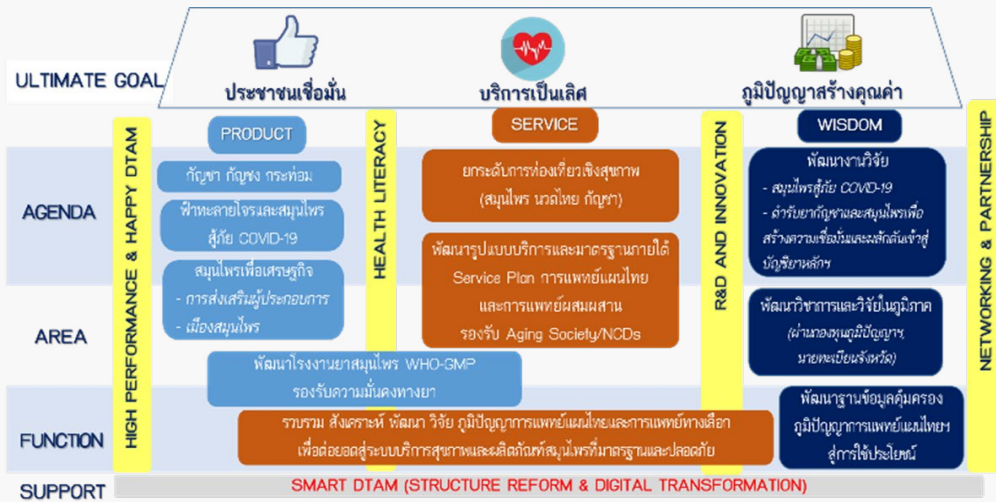 ULTIMATE GOAL
ประชาชนเชื่อมั่น
บริการเป็นเลิศ
ภูมิปัญญาสร้างคุณค่า
HIGH PERFORMANCE & HAPPY DTAM
HEALTH LITERACY
R&D AND INNOVATION
NETWORKING & PARTNERSHIP
PRODUCT
SERVICE
WISDOM
AGENDA
กัญชา กัญชง กระท่อม
ฟ้าทะลายโจรและสมุนไพร
สู้ภัย COVID-19
สมุนไพรเพื่อเศรษฐกิจ
- การส่งเสริมผู้ประกอบการ
- เมืองสมุนไพร
ยกระดับการท่องเที่ยวเชิงสุขภาพ
(สมุนไพร นวดไทย กัญชา)
พัฒนารูปแบบบริการและมาตรฐานภายใต้
Service Plan การแพทย์แผนไทย
และการแพทย์ผสมผสาน
รองรับ Aging Society/NCDs
พัฒนางานวิจัย
- สมุนไพรสู้ภัย COVID-19
- ตำรับยากัญชาและสมุนไพรเพื่อ
สร้างความเชื่อมั่นและผลักดันเข้าสู่
บัญชียาหลักฯ
AREA
พัฒนาวิชาการและวิจัยในภูมิภาค
(ผ่านกองทุนภูมิปัญญาฯ,
นายทะเบียนจังหวัด)
พัฒนาโรงงานยาสมุนไพร WHO-GMP
รองรับความมั่นคงทางยา
FUNCTION
รวบรวม สังเคราะห์ พัฒนา วิจัย ภูมิปัญญาการแพทย์แผนไทยและการแพทย์ทางเลือก
เพื่อต่อยอดสู่ระบบบริการสุขภาพและผลิตภัณฑ์สมุนไพรที่มาตรฐานและปลอดภัย
พัฒนาฐานข้อมูลคุ้มครอง
ภูมิปัญญาการแพทย์แผนไทยฯ
สู่การใช้ประโยชน์
SUPPORT
SMART DTAM (STRUCTURE REFORM & DIGITAL TRANSFORMATION)